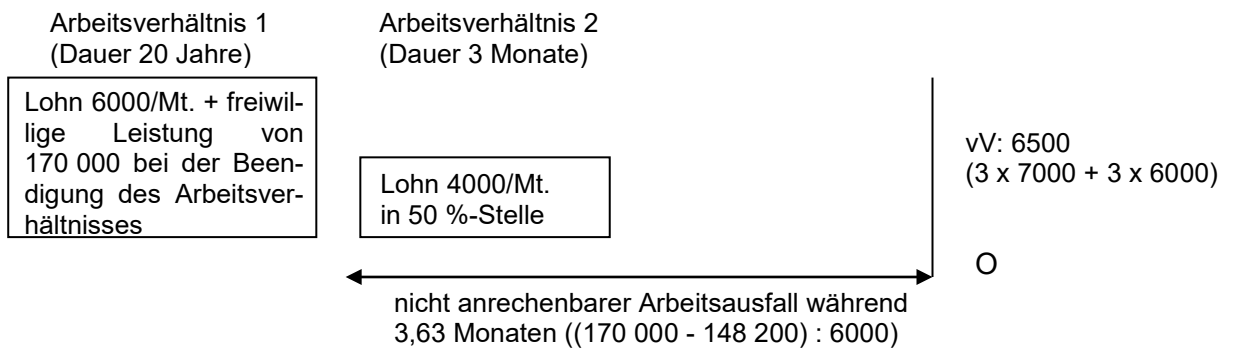 Arbeitsverhältnis 1
(Dauer 20 Jahre)
Arbeitsverhältnis 2
(Dauer 3 Monate)
Lohn 6000/Mt. + freiwil-
lige Leistung von
170 000 bei der Been-
digung des Arbeitsver-
hältnisses
Lohn 4000/Mt.
in 50 %-Stelle
vV: 6500
(3 x 7000 + 3 x 6000)
O
nicht anrechenbarer Arbeitsausfall während
3,63 Monaten ((170 000 - 148 200) : 6000)